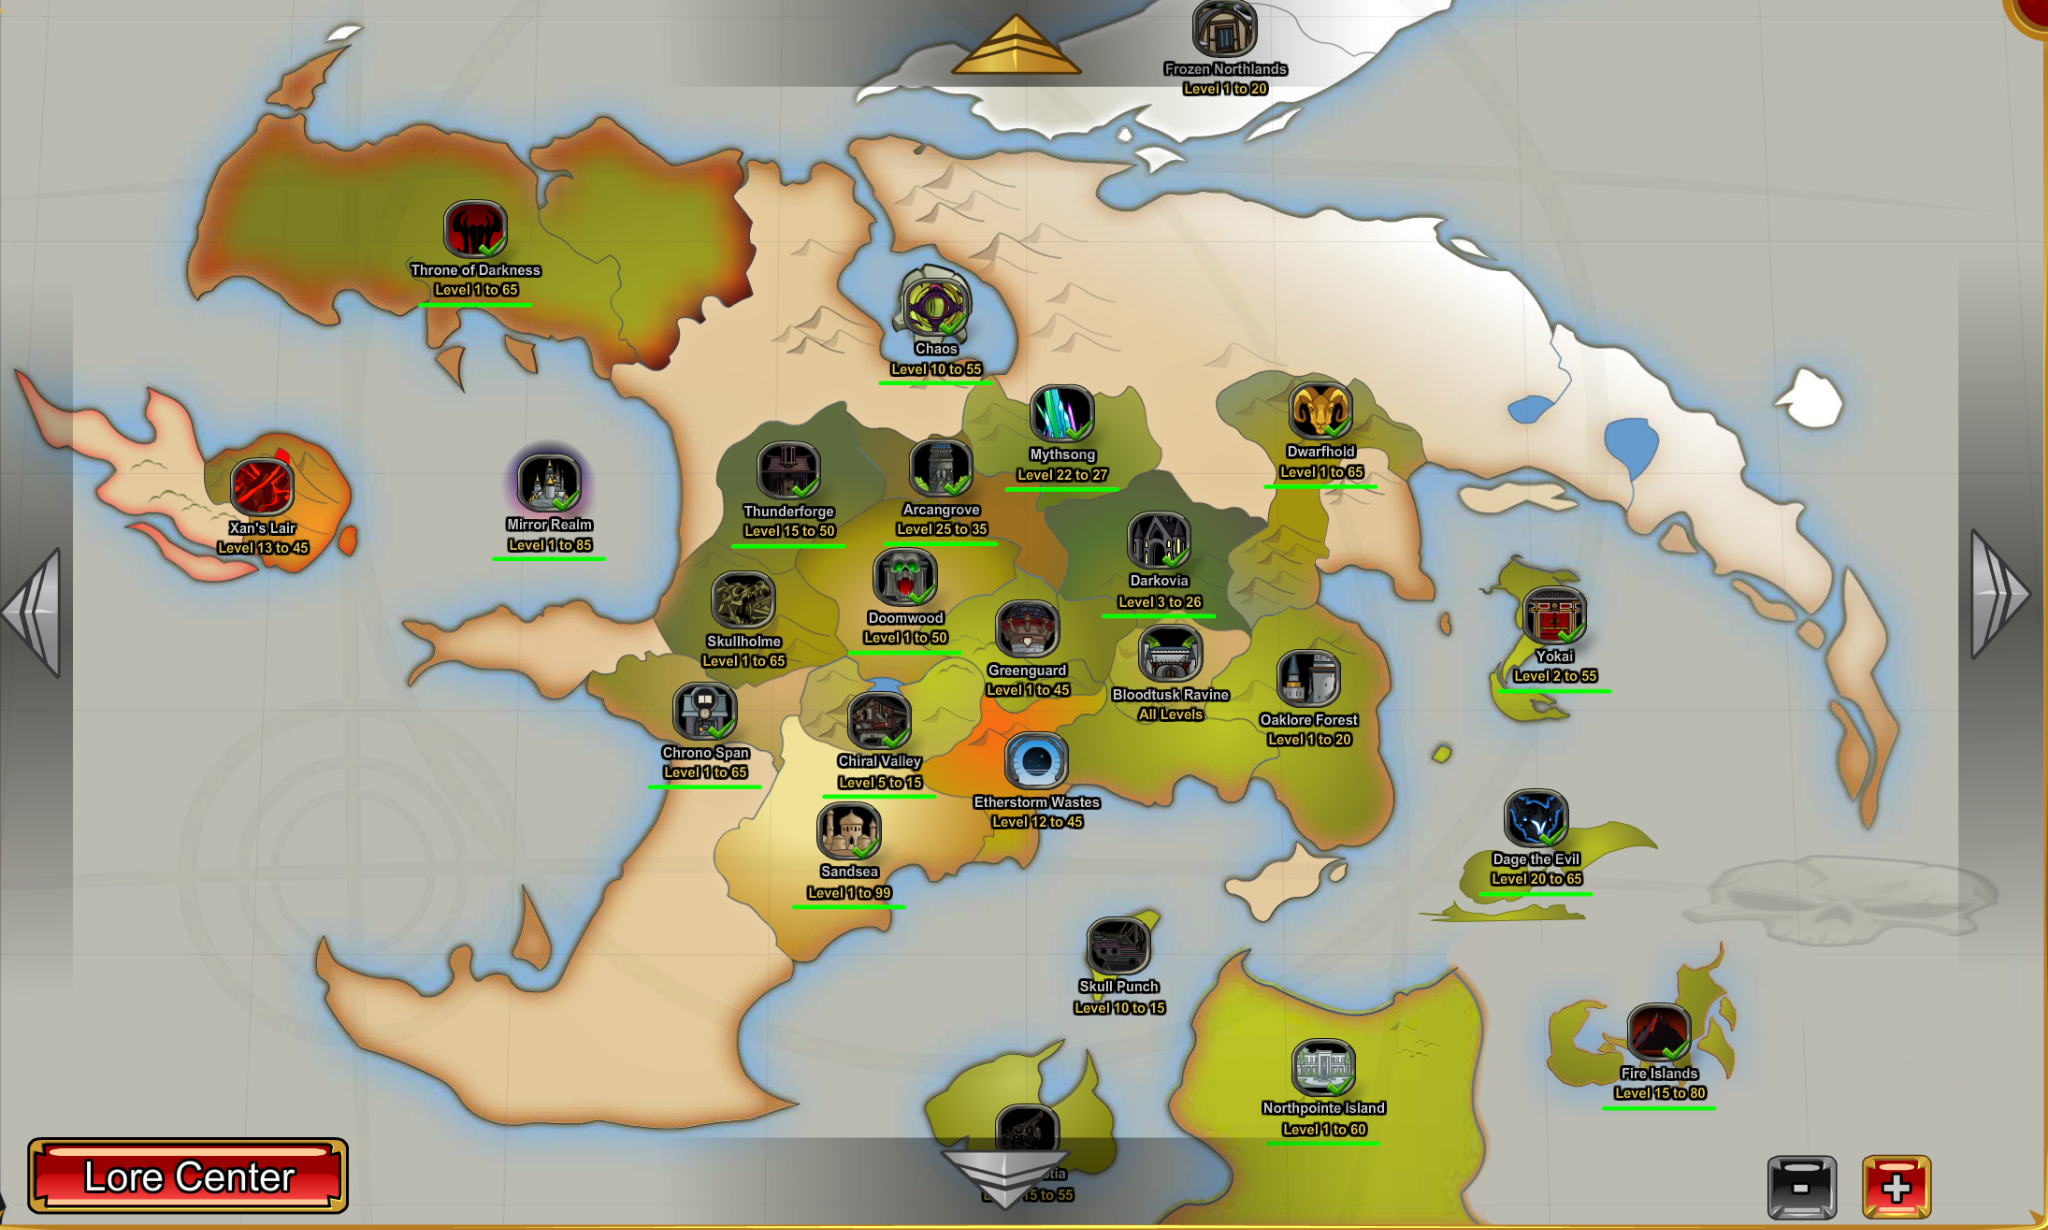 Frozen Northlands
Level 1 to 20
Throne of Darkness
Level 1 to 65
Chaos
Level 10 to 55
Mythsong
Level 22 to 27
Dwarfhold
Level 1 to 65
Thunderforge
Level 15 to 50
Arcangrove
Level 25 to 35
Xan's Lair
Level 13 to 45
Mirror Realm
Level 1 to 85
Darkovia
Level 3 to 26
Doomwood
Level 1 to 50
Skullholme
Level 1 to 65
Greenguard
Level 1 to 45
Bloodtusk Ravine
All Levels
Yokai
Level 2 to 55
Oaklore Forest
Level 1 to 20
Chrono Span
Level 1 to 65
Chiral Valley
Level 5 to 15
Etherstorm Wastes
Level 12 to 45
Sandsea
Level 1 to 99
Dage the Evil
Level 20 to 65
Skull Punch
Level 10 to 15
Fire Islands
Level 15 to 80
Northpointe Island
Level 1 to 60
to 55
Lore Center
-
+